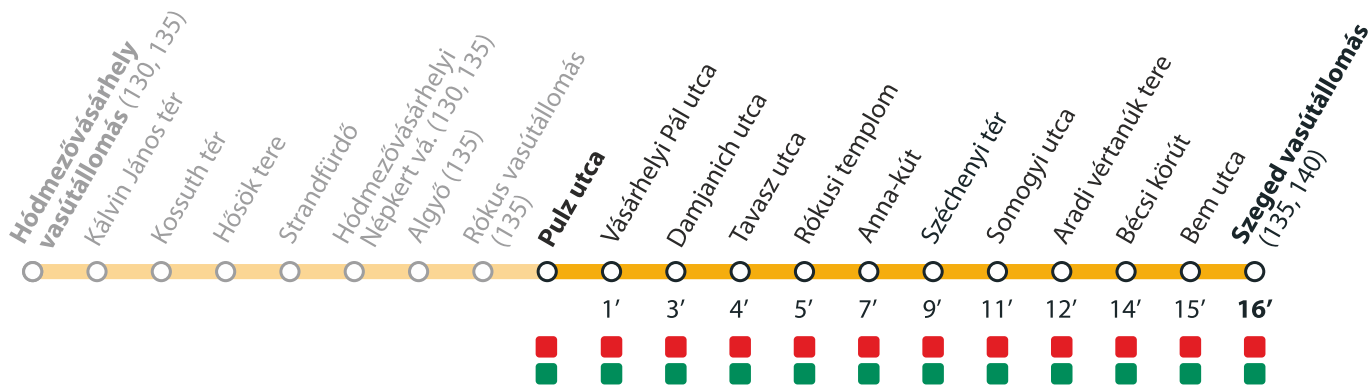 Hódmezővásárhely
vasútállomás (130, 135)
Kálvin János tér
Kossuth tér
Hősök tere
Strandfürdő
Hódmezővásárhelyi
Népkert vá. (130, 135)
Algyő (135)
Rókus vasútállomás
(135)
Pulz utca
Vásárhelyi Pál utca
Damjanich utca
Tavasz utca
Rókusi templom
Anna-kút
Széchenyi tér
Somogyi utca
Aradi vértanúk tere
Bécsi körút
Bem utca
Szeged vasútállomás
(135, 140)
1’ 3’ 4’ 5’ 7’ 9’ 11’ 12’ 14’ 15’ 16’